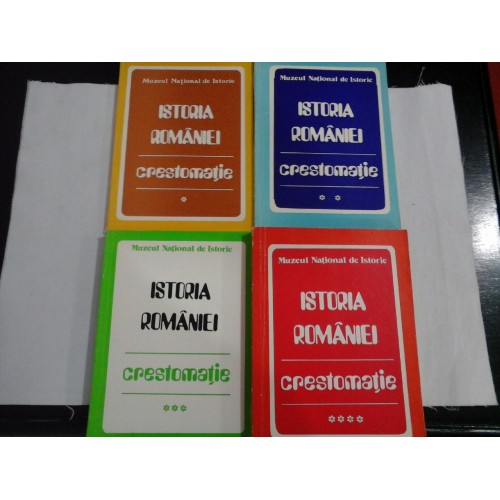 Muzeul Național de Istorie
ISTORIA
ROMÂNIEI
crestomație
*
Muzeul Național de Istorie
ISTORIA
ROMÂNIEI
crestomație
* *
Muzeul Național de Istorie
ISTORIA
ROMÂNIEI
crestomație
***
Muzeul Național de Istorie
ISTORIA
ROMÂNIEI
crestomație
****